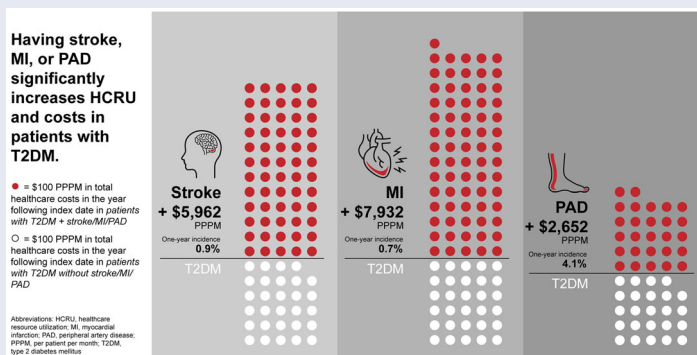 Having stroke,
MI, or PAD
significantly
increases HCRU
and costs in
patients with
T2DM.
= $100 PPPM in total
healthcare costs in the year
following index date in patients
with T2DM + stroke/MI/PAD
= $100 PPPM in total
healthcare costs in the year
following index date in patients
with T2DM without stroke/MI/
PAD
Abbreviations: HCRU, healthcare
resource utilization; MI, myocardial
infarction; PAD, peripheral artery disease;
PPPM, per patient per month; T2DM,
type 2 diabetes mellitus
Stroke
+ $5,962
PPPM
One-year incidence
0.9%
T2DM
MI
+ $7,932
PPPM
One-year incidence
0.7%
T2DM
PAD
+ $2,652
PPPM
One-year incidence
4.1%
T2DM